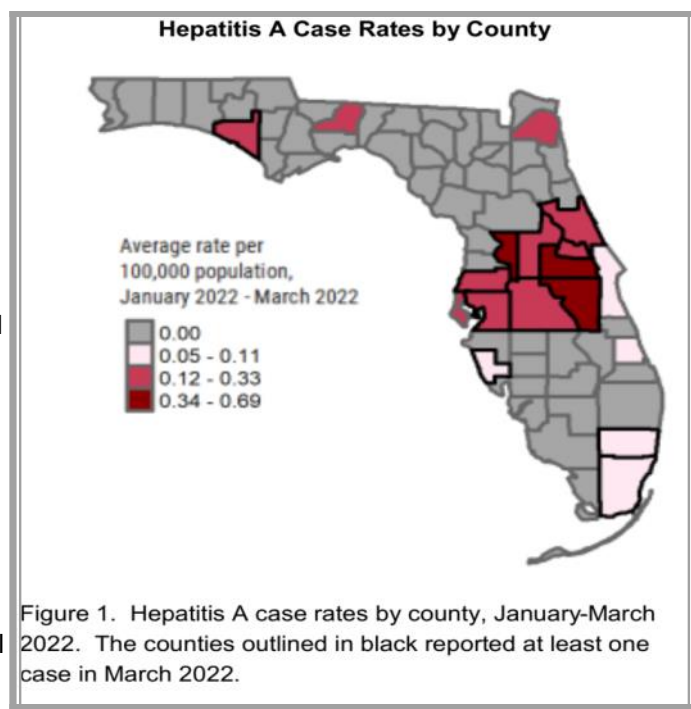 Hepatitis A Case Rates by County
Average rate per
100,000 population,
January 2022 - March 2022
0.00
0.05 - 0.11
0.12 - 0.33
0.34 - 0.69
Figure 1.  Hepatitis A case rates by county, January-March
2022.  The counties outlined in black reported at least one
case in March 2022.